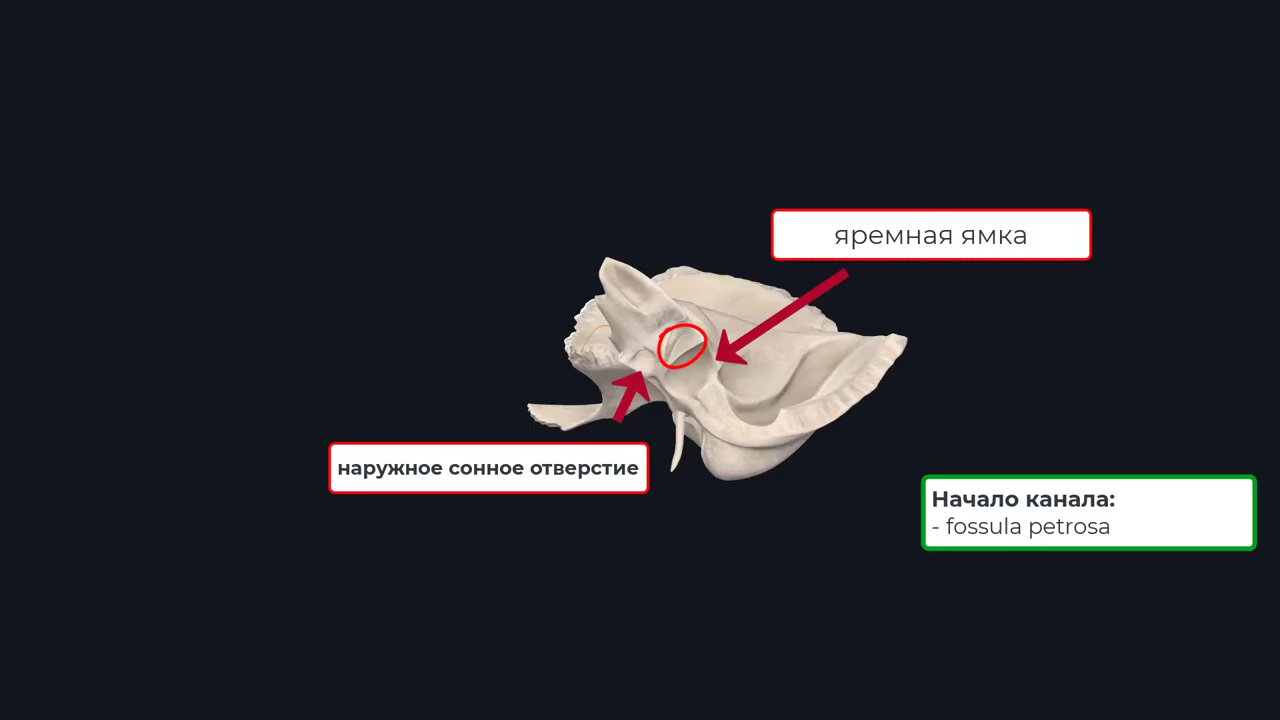 яремная ямка
наружное сонное отверстие
Начало канала:
- fossula petrosa